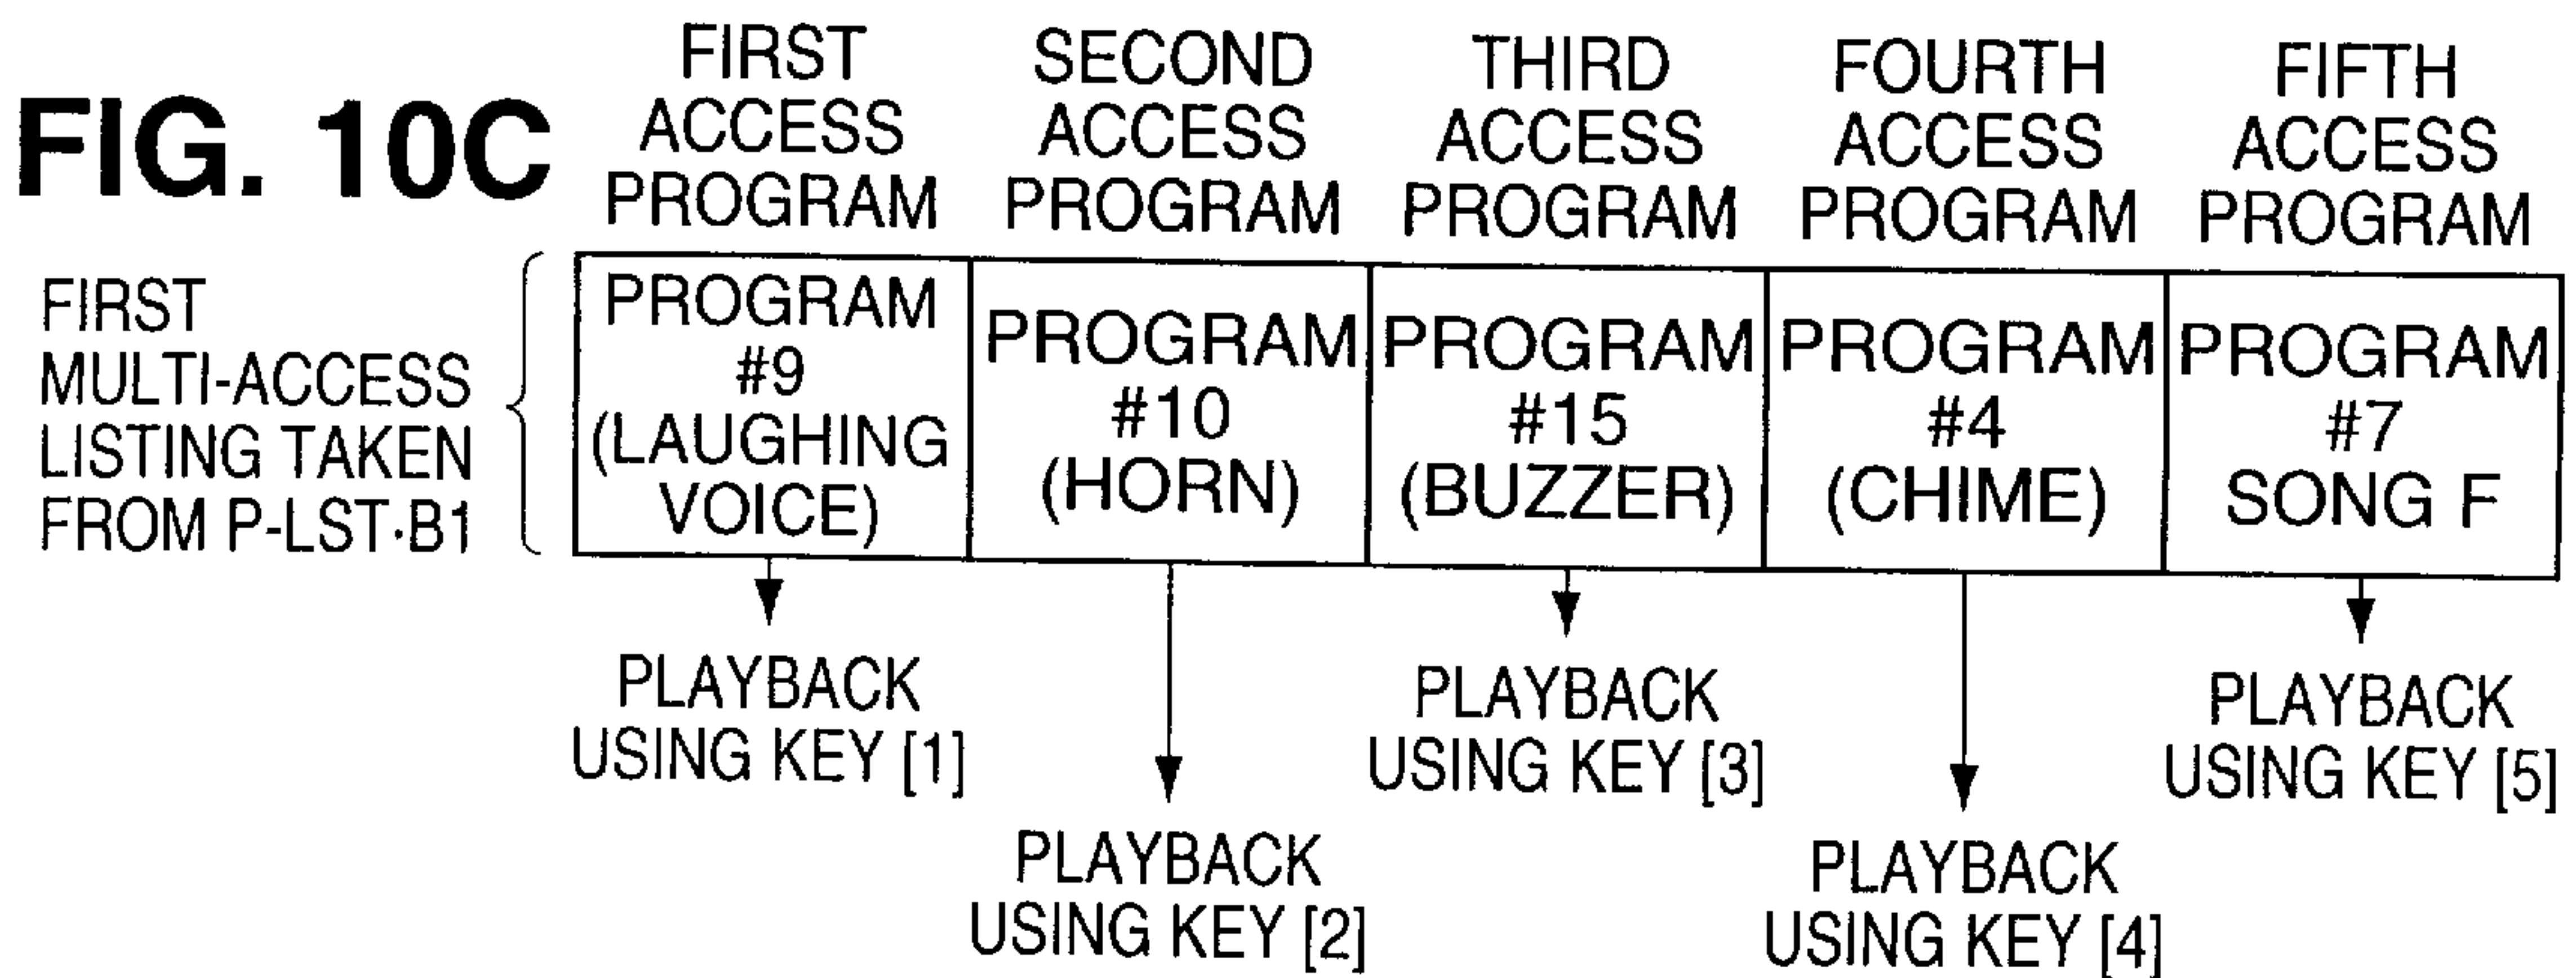 FIG. 10C
FIRST
ACCESS
PROGRAM
SECOND
ACCESS
PROGRAM
THIRD
ACCESS
PROGRAM
FOURTH
ACCESS
PROGRAM
FIFTH
ACCESS
PROGRAM
FIRST
MULTI-ACCESS
LISTING TAKEN
FROM P-LST·B1
PROGRAM
#9
(LAUGHING
VOICE)
PROGRAM
#10
(HORN)
PROGRAM
#15
(BUZZER)
PROGRAM
#4
(CHIME)
PROGRAM
#7
SONG F
PLAYBACK
USING KEY [1]
PLAYBACK
USING KEY [2]
PLAYBACK
USING KEY [3]
PLAYBACK
USING KEY [4]
PLAYBACK
USING KEY [5]